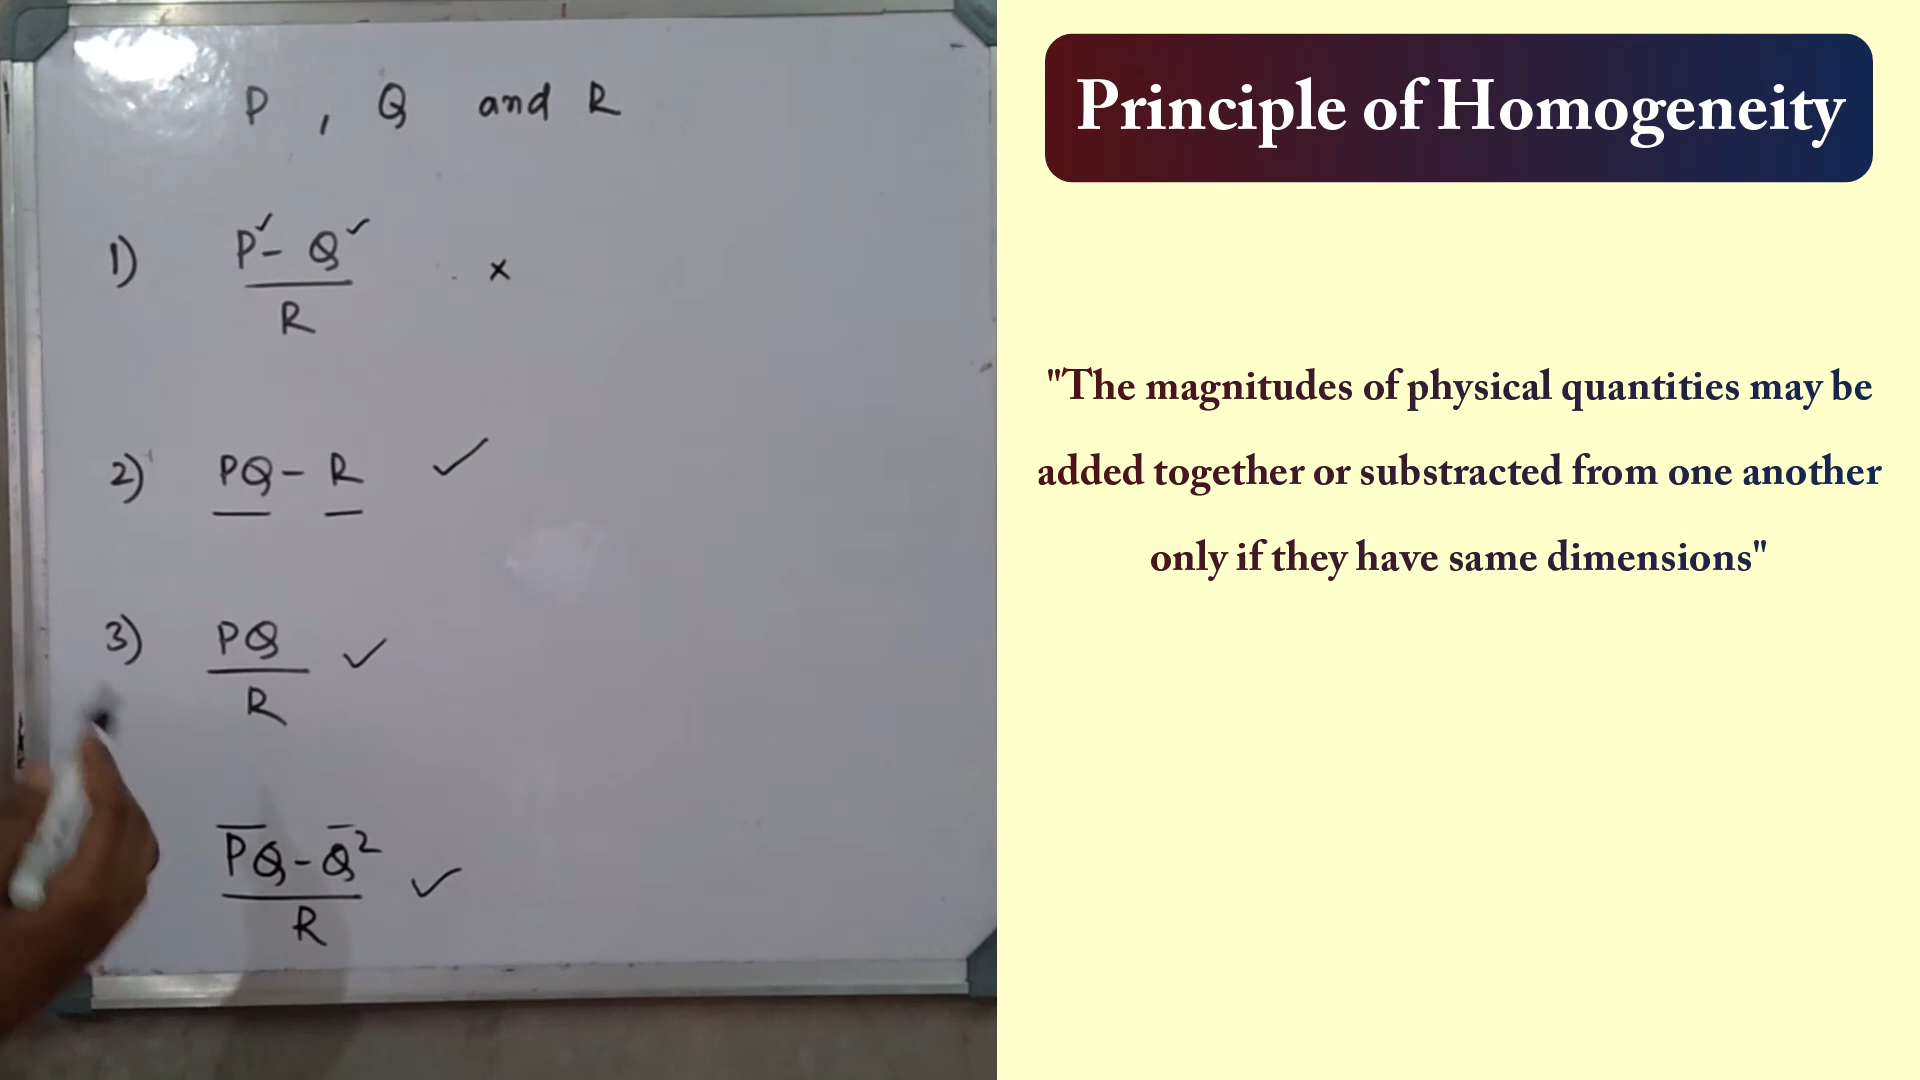 P , Q and R
1) P - Q
R
×
2) PQ - R ✓
3) PQ
R
✓
PQ - Q²
R
✓
Principle of Homogeneity
"The magnitudes of physical quantities may be
added together or substracted from one another
only if they have same dimensions"